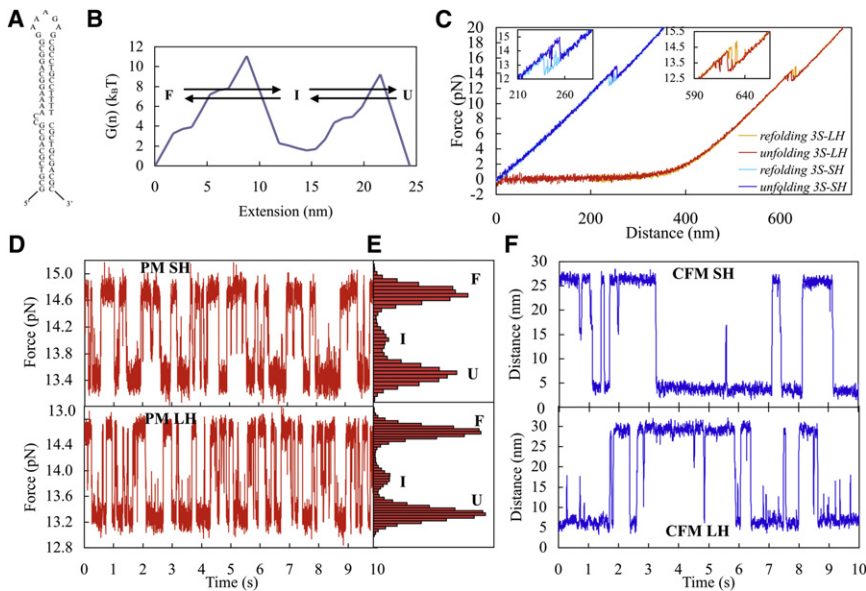 A
B
C
A A A
5'
3'
G(n) (kBT)
12
10
8
6
4
2
0
F
I
U
0 5 10 15 20 25
Extension (nm)
Force (pN)
20
18
16
14
12
10
8
6
4
2
0
-2
15
14
13
12
210 260
15.5
14.5
13.5
12.5
590 640
refolding 3S-LH
unfolding 3S-LH
refolding 3S-SH
unfolding 3S-SH
0 200 400 600
Distance (nm)
D
E
F
PM SH
Force (pN)
15.0
14.6
14.2
13.8
13.4
F
I
U
PM LH
Force (pN)
13.0
14.4
14.0
13.6
13.2
12.8
F
I
U
0 1 2 3 4 5 6 7 8 9 10
Time (s)
CFM SH
Distance (nm)
30
25
20
15
10
5
0
CFM LH
Distance (nm)
30
25
20
15
10
5
0
0 1 2 3 4 5 6 7 8 9 10
Time (s)